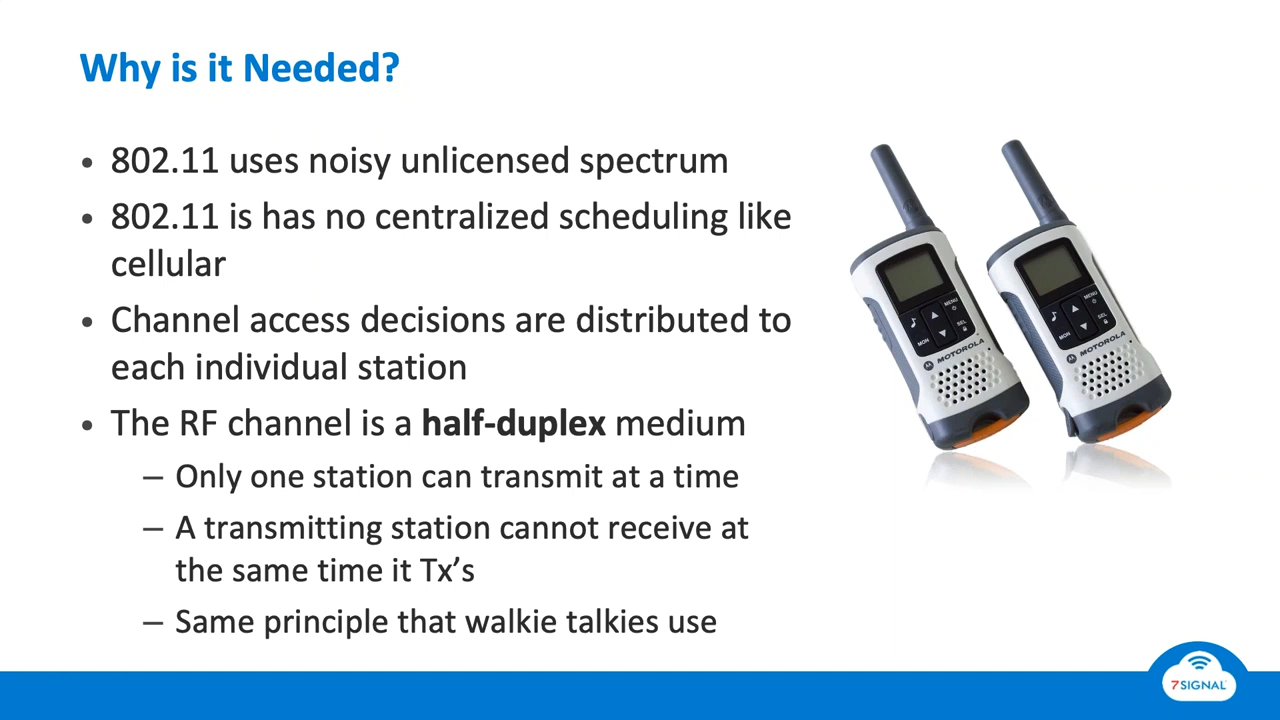 Why is it Needed?
• 802.11 uses noisy unlicensed spectrum
• 802.11 is has no centralized scheduling like
cellular
• Channel access decisions are distributed to
each individual station
• The RF channel is a half-duplex medium
– Only one station can transmit at a time
– A transmitting station cannot receive at
the same time it Tx’s
– Same principle that walkie talkies use
MENU
SEL
MON
MOTOROLA
MENU
SEL
MON
MOTOROLA
7SIGNAL